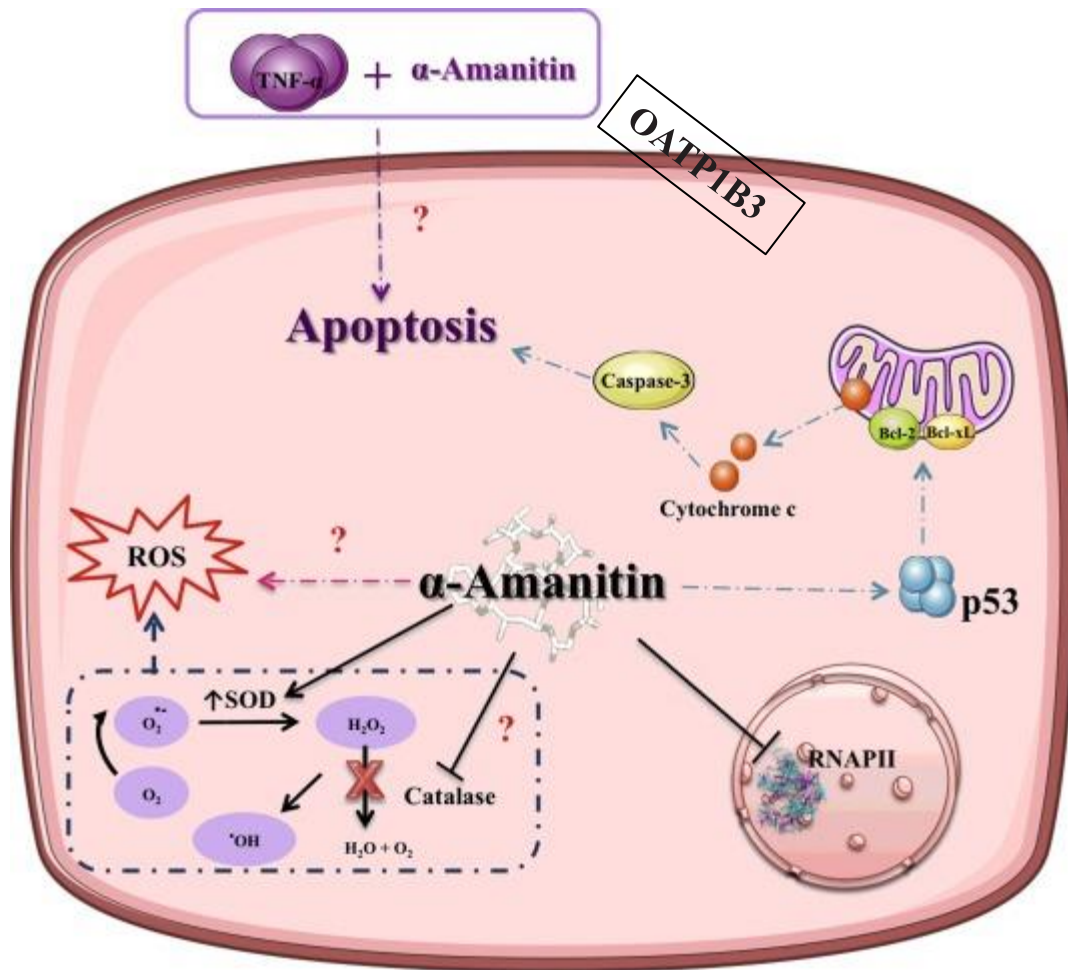 TNF-α + α-Amanitin
OATP1B3
?
Apoptosis
Caspase-3
Bcl-2 Bcl-xL
Cytochrome c
ROS
?
α-Amanitin
p53
O₂•-
↑SOD
H₂O₂
?
RNAPII
O₂
Catalase
•OH
H₂O + O₂